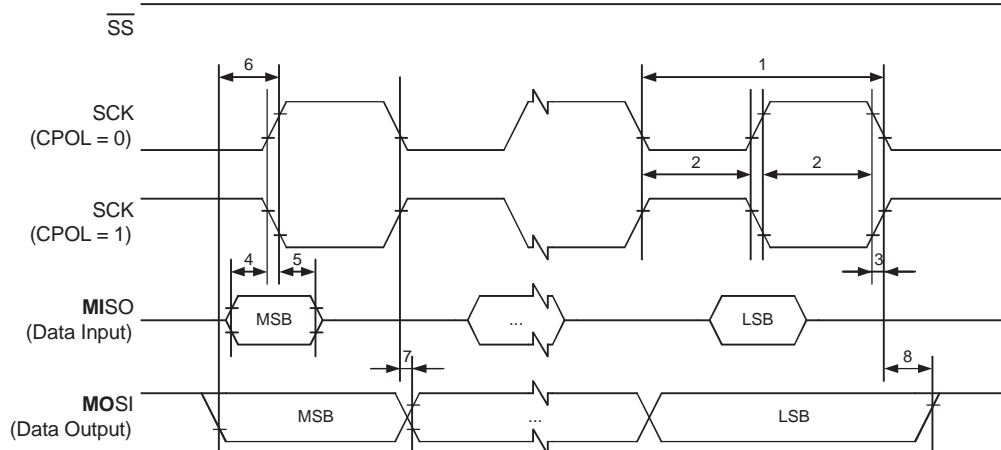 SS
6
1
SCK
(CPOL = 0)
2
2
SCK
(CPOL = 1)
4
5
3
MISO
(Data Input)
MSB
...
LSB
7
8
MOSI
(Data Output)
MSB
...
LSB